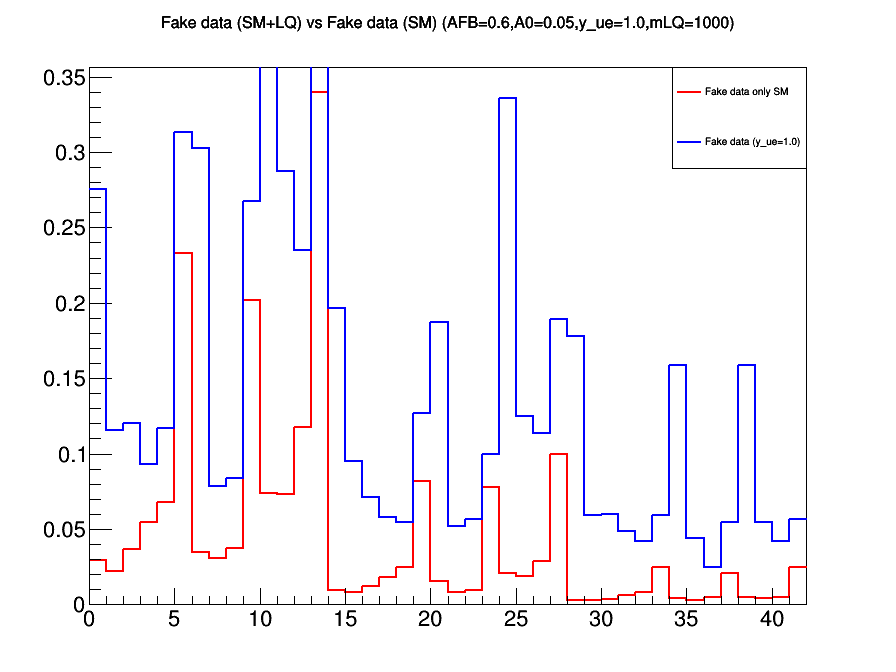 Fake data (SM+LQ) vs Fake data (SM) (AFB=0.6,A0=0.05,y_ue=1.0,mLQ=1000)
0.35
0.3
0.25
0.2
0.15
0.1
0.05
0
Fake data only SM
Fake data (y_ue=1.0)
0 5 10 15 20 25 30 35 40